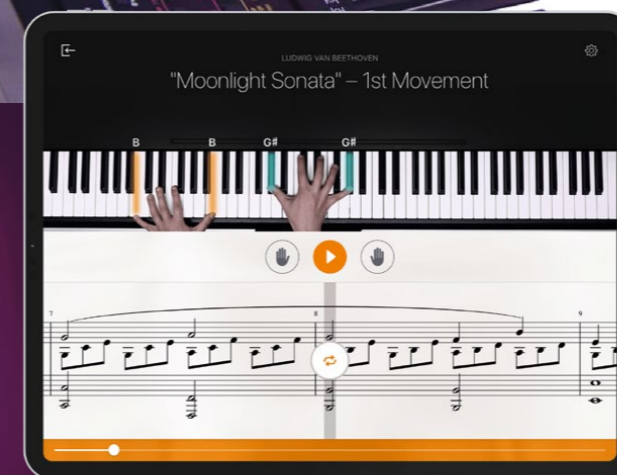 LUDWIG VAN BEETHOVEN
"Moonlight Sonata" – 1st Movement
B B G# G#
7 8 9